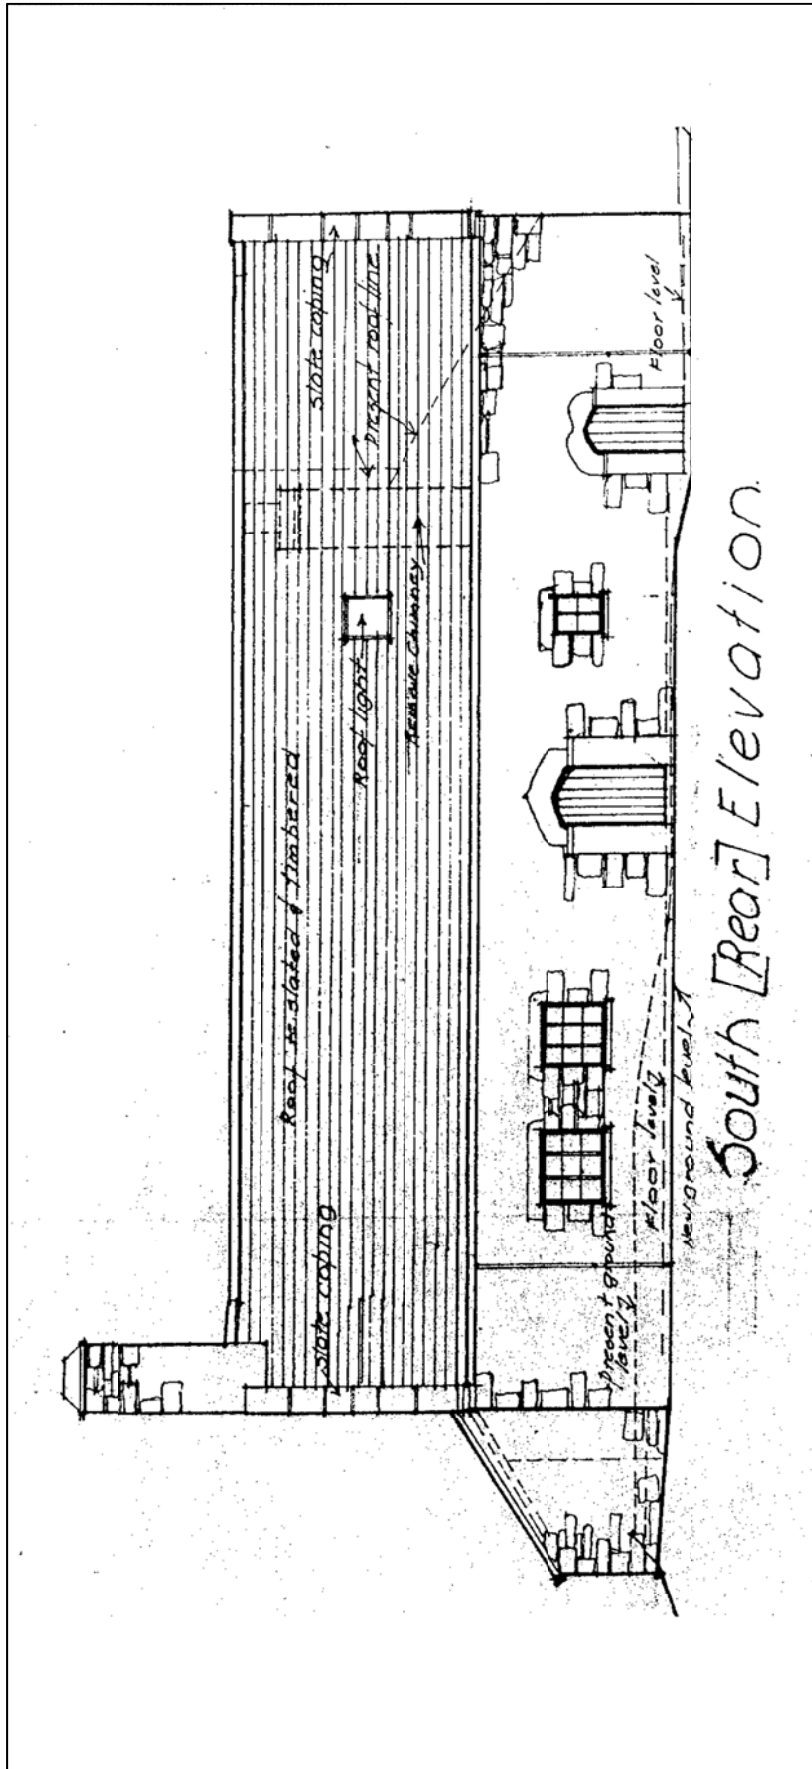 Slate coping
Roof to slated & timbered
Roof light
Remove Chimney
Present roof line
Slate coping
Present ground
level
Floor level
New ground level
Floor level
South [Rear] Elevation.